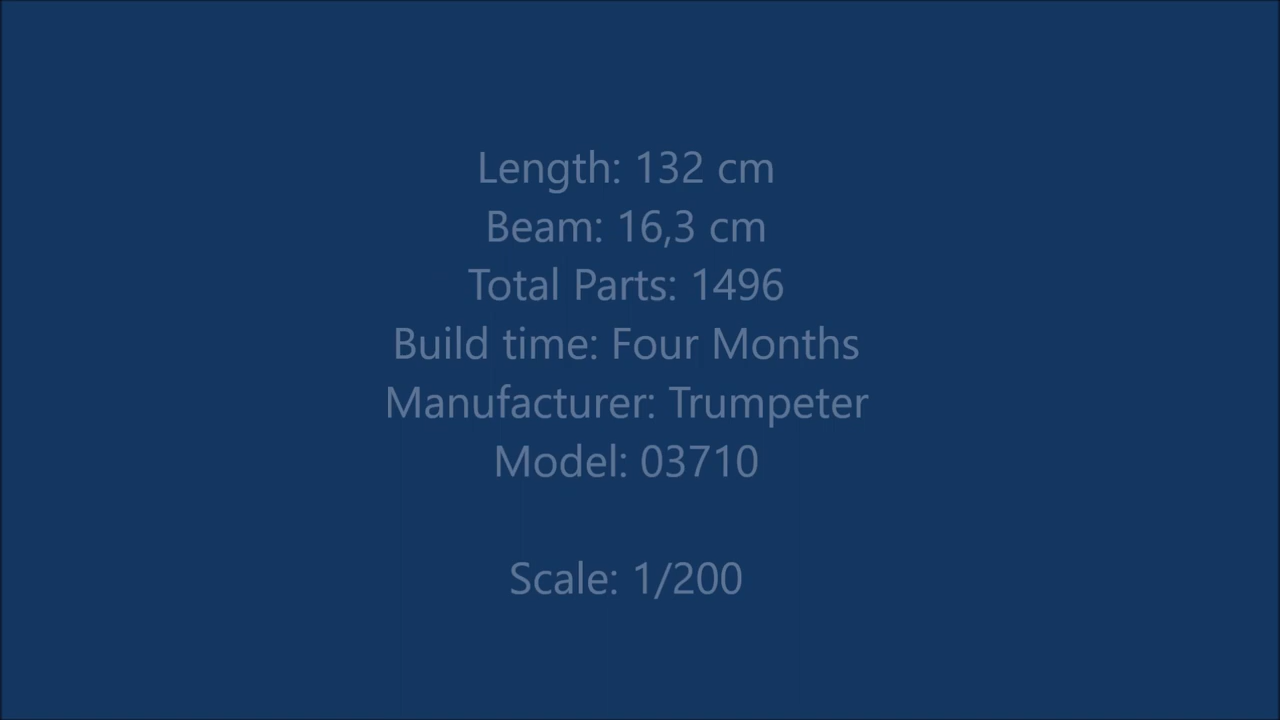 Length: 132 cm
Beam: 16,3 cm
Total Parts: 1496
Build time: Four Months
Manufacturer: Trumpeter
Model: 03710
Scale: 1/200